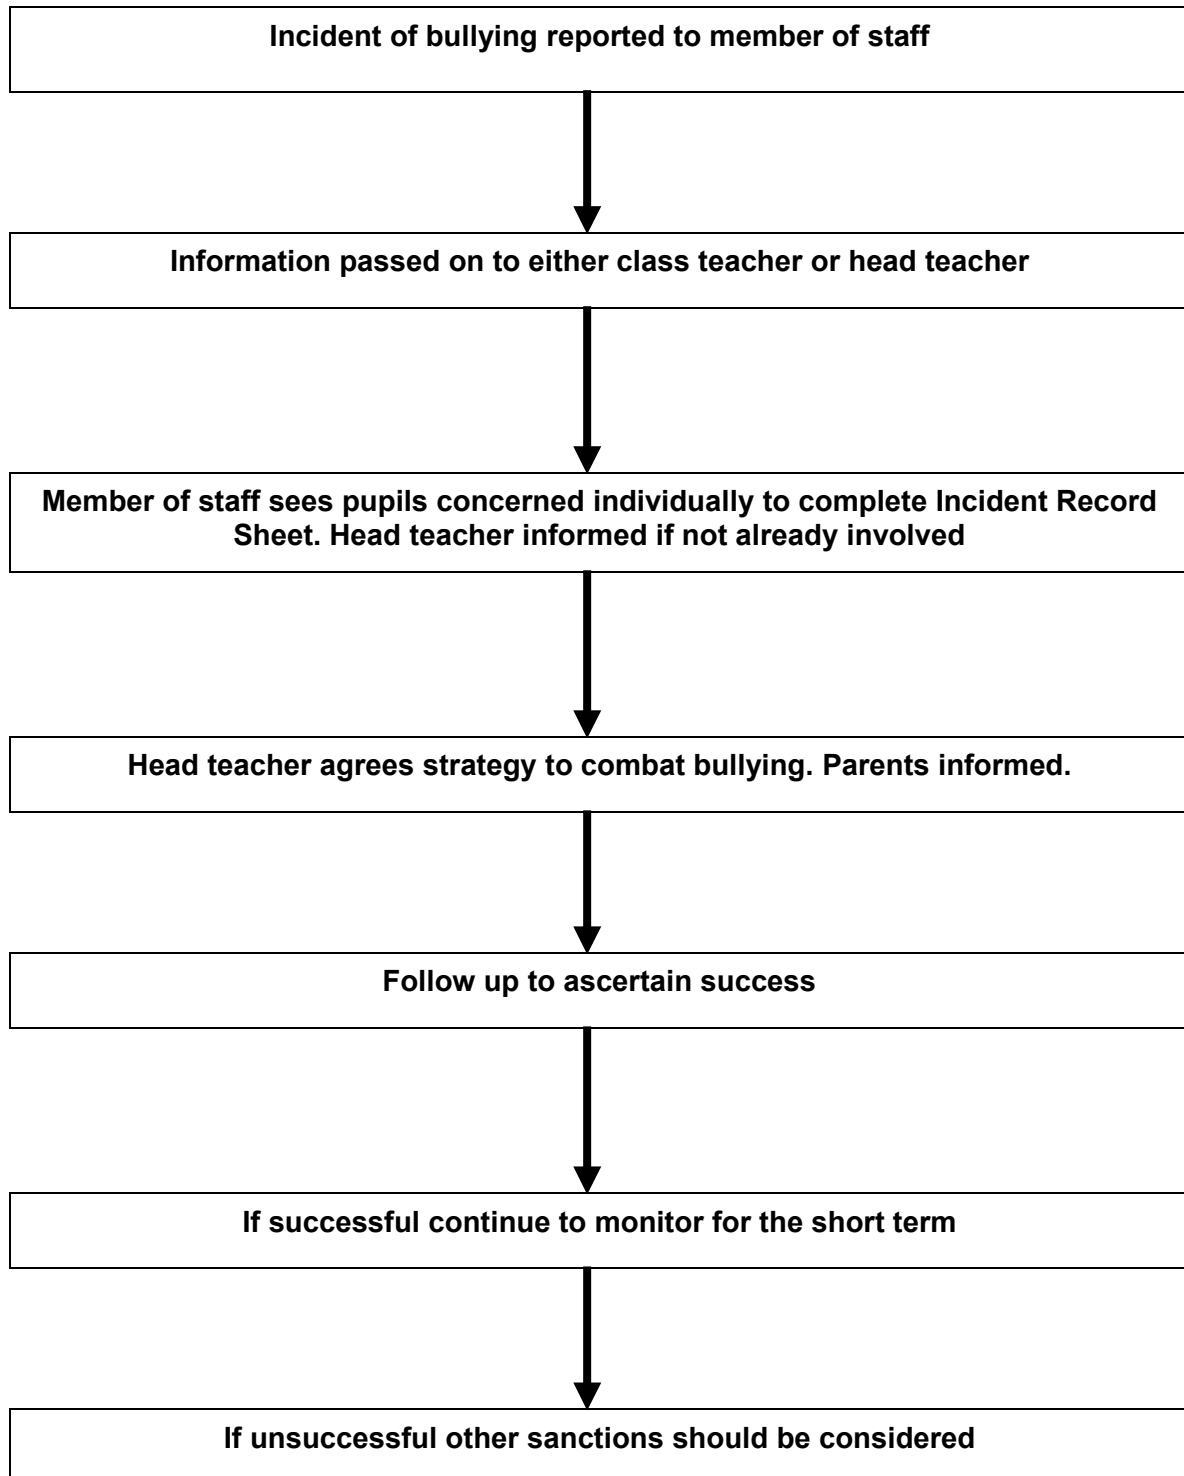 Incident of bullying reported to member of staff
Information passed on to either class teacher or head teacher
Member of staff sees pupils concerned individually to complete Incident Record
Sheet. Head teacher informed if not already involved
Head teacher agrees strategy to combat bullying. Parents informed.
Follow up to ascertain success
If successful continue to monitor for the short term
If unsuccessful other sanctions should be considered